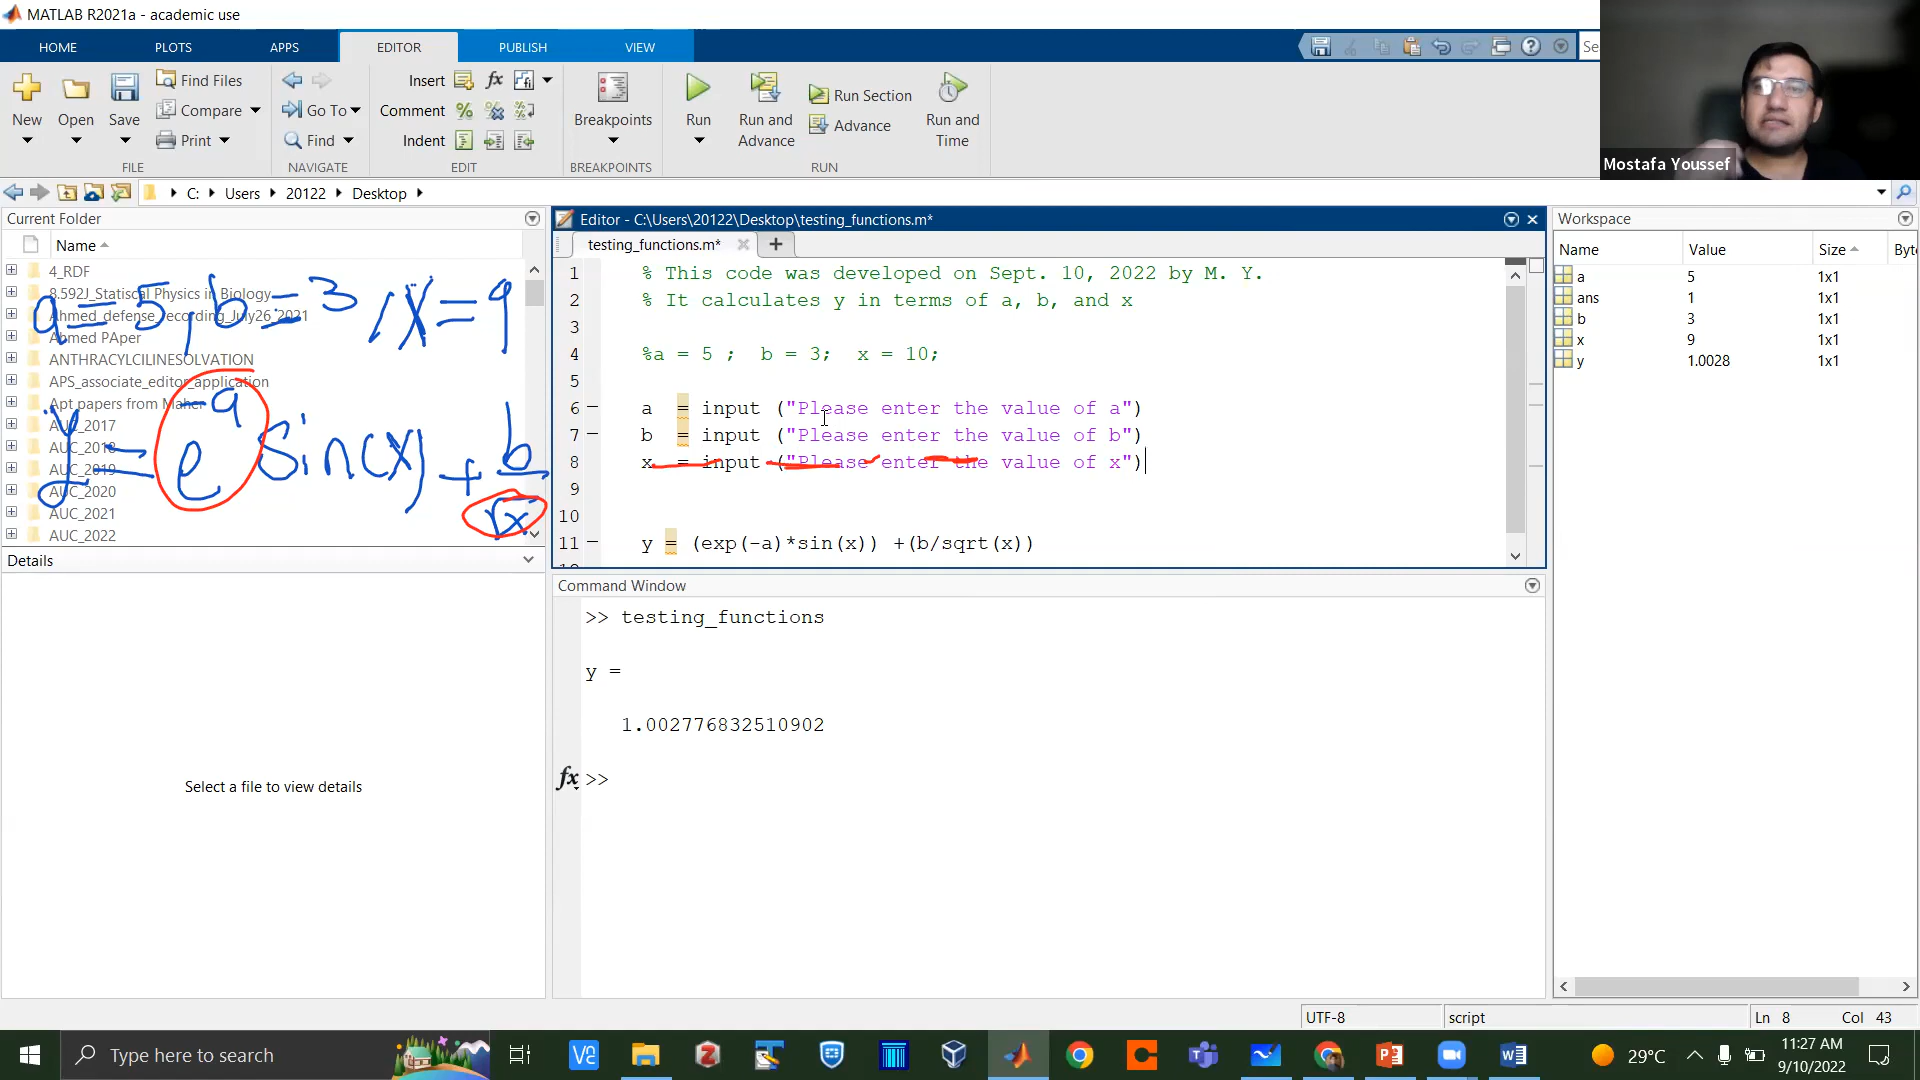 MATLAB R2021a - academic use
HOME PLOTS APPS EDITOR PUBLISH VIEW
Se
New Open Save Find Files Compare Print
FILE
Go To Find
NAVIGATE
Insert fx
Comment
Indent
EDIT
Breakpoints
BREAKPOINTS
Run Run and Advance Run Section Advance Run and Time
RUN
Mostafa Youssef
C: Users 20122 Desktop
Current Folder
Name
4_RDF
8.592J_Statiscal Physics in Biology
Ahmed_defense_recording_July26_2021
Ahmed PAper
ANTHRACYLCILINESOLVATION
APS_associate_editor_application
Apt papers from Maher
AUC_2017
AUC_2018
AUC_2019
AUC_2020
AUC_2021
AUC_2022
a=5, b=3, x=9
y = e^-a sin(x) + b/√x
Details
Select a file to view details
Editor - C:\Users\20122\Desktop\testing_functions.m*
testing_functions.m*
1 % This code was developed on Sept. 10, 2022 by M. Y.
2 % It calculates y in terms of a, b, and x
3
4 %a = 5 ; b = 3; x = 10;
5
6 a = input ("Please enter the value of a")
7 b = input ("Please enter the value of b")
8 x = input ("Please enter the value of x")
9
10
11 y = (exp(-a)*sin(x)) +(b/sqrt(x))
Command Window
>> testing_functions
y =
1.002776832510902
fx >>
Workspace
Name Value Size Byt
a 5 1x1
ans 1 1x1
b 3 1x1
x 9 1x1
y 1.0028 1x1
UTF-8 script Ln 8 Col 43
Type here to search
29°C
11:27 AM
9/10/2022